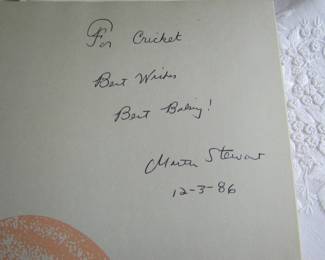 For Cricket
Best Wishes
Best Baking!
Martha Stewart
12-3-86